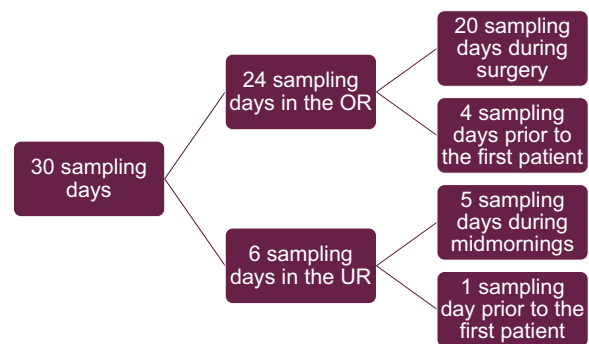 30 sampling
days
24 sampling
days in the OR
20 sampling
days during
surgery
4 sampling
days prior to
the first patient
6 sampling
days in the UR
5 sampling
days during
midmornings
1 sampling
day prior to the
first patient